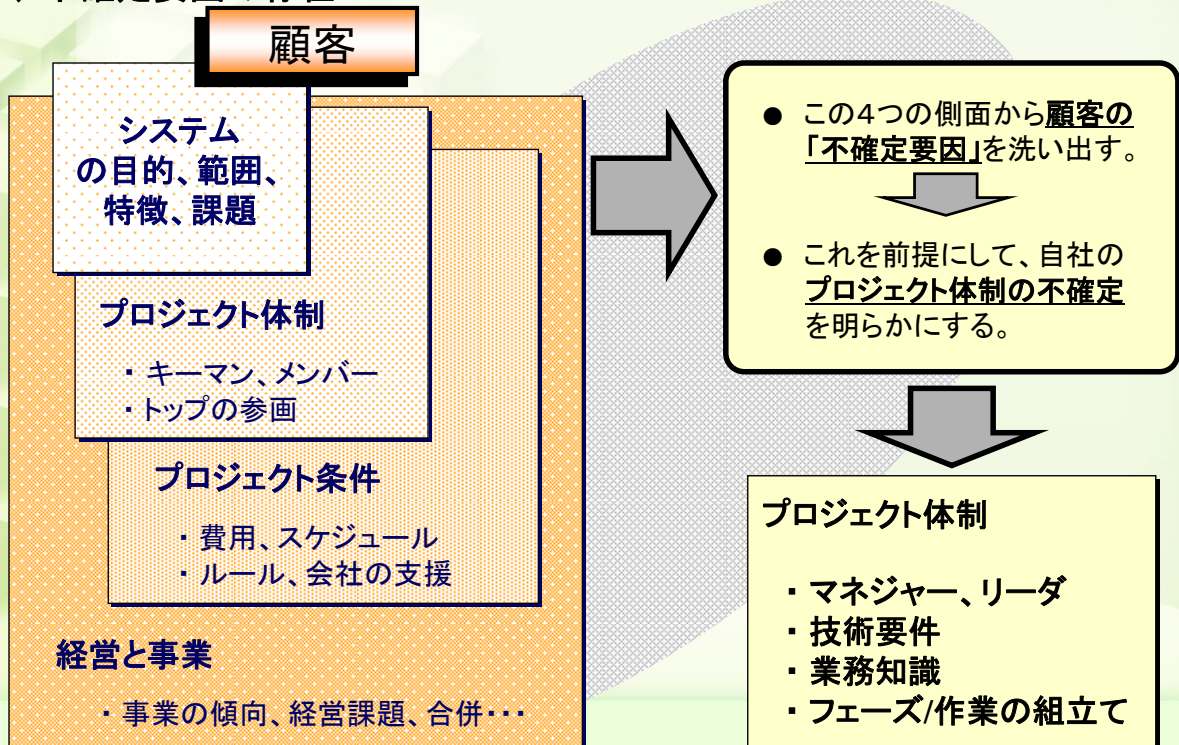 不確定要因の存在
顧客
システム
の目的、範囲、
特徴、課題
プロジェクト体制
・キーマン、メンバー
・トップの参画
プロジェクト条件
・費用、スケジュール
・ルール、会社の支援
経営と事業
・事業の傾向、経営課題、合併・・・
● この4つの側面から顧客の
「不確定要因」を洗い出す。
● これを前提にして、自社の
プロジェクト体制の不確定
を明らかにする。
プロジェクト体制
・マネジャー、リーダ
・技術要件
・業務知識
・フェーズ/作業の組立て